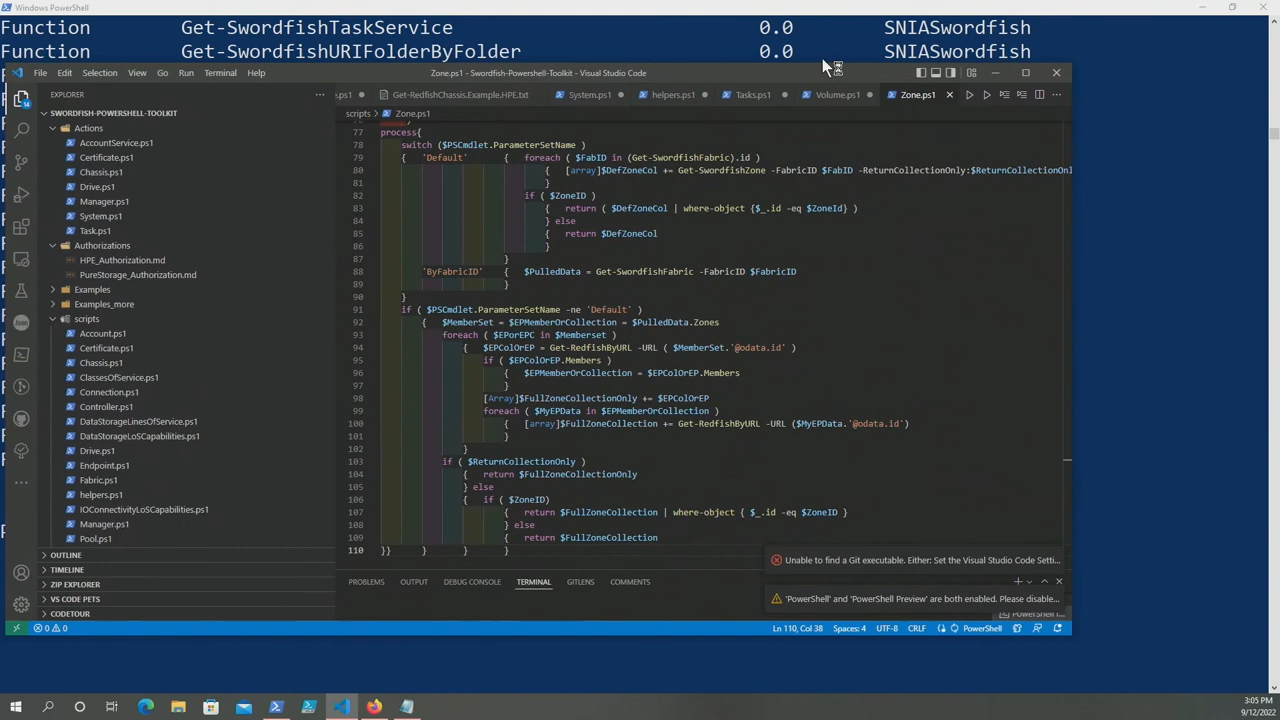 Windows PowerShell
Function Get-SwordfishTaskService 0.0 SNIASwordfish
Function Get-SwordfishURIFolderByFolder 0.0 SNIASwordfish
File Edit Selection View Go Run Terminal Help
Zone.ps1 - Swordfish-Powershell-Toolkit - Visual Studio Code
EXPLORER
.ps1 Get-RedfishChassis.Example.HPE.txt System.ps1 helpers.ps1 Tasks.ps1 Volume.ps1 Zone.ps1
scripts > Zone.ps1
SWORDFISH-POWERSHELL-TOOLKIT
Actions
AccountService.ps1
Certificate.ps1
Chassis.ps1
Drive.ps1
Manager.ps1
System.ps1
Task.ps1
Authorizations
HPE_Authorization.md
PureStorage_Authorization.md
Examples
Examples_more
scripts
Account.ps1
Certificate.ps1
Chassis.ps1
ClassesOfService.ps1
Connection.ps1
Controller.ps1
DataStorageLinesOfService.ps1
DataStorageLoSCapabilities.ps1
Drive.ps1
Endpoint.ps1
Fabric.ps1
helpers.ps1
IOConnectivityLoSCapabilities.ps1
Manager.ps1
Pool.ps1
OUTLINE
TIMELINE
ZIP EXPLORER
VS CODE PETS
CODETOUR
14
77 process{
78 switch ($PSCmdlet.ParameterSetName )
79 { 'Default' { foreach ( $FabID in (Get-SwordfishFabric).id )
80 { [array]$DefZoneCol += Get-SwordfishZone -FabricID $FabID -ReturnCollectionOnly:$ReturnCollectionOnl
81 }
82 if ( $ZoneID )
83 { return ( $DefZoneCol | where-object {$_.id -eq $ZoneId} )
84 } else
85 { return $DefZoneCol
86 }
87 }
88 'ByFabricID' { $PulledData = Get-SwordfishFabric -FabricID $FabricID
89 }
90 }
91 if ( $PSCmdlet.ParameterSetName -ne 'Default' )
92 { $MemberSet = $EPMemberOrCollection = $PulledData.Zones
93 foreach ( $EPorEPC in $Memberset )
94 { $EPColOrEP = Get-RedfishByURL -URL ( $MemberSet.'@odata.id' )
95 if ( $EPColOrEP.Members )
96 { $EPMemberOrCollection = $EPColOrEP.Members
97 }
98 [Array]$FullZoneCollectionOnly += $EPColOrEP
99 foreach ( $MyEPData in $EPMemberOrCollection )
100 { [array]$FullZoneCollection += Get-RedfishByURL -URL ($MyEPData.'@odata.id')
101 }
102 }
103 if ( $ReturnCollectionOnly )
104 { return $FullZoneCollectionOnly
105 } else
106 { if ( $ZoneID)
107 { return $FullZoneCollection | where-object { $_.id -eq $ZoneID }
108 } else
109 { return $FullZoneCollection
110 }} } } }
Unable to find a Git executable. Either: Set the Visual Studio Code Setti...
PROBLEMS OUTPUT DEBUG CONSOLE TERMINAL GITLENS COMMENTS
'PowerShell' and 'PowerShell Preview' are both enabled. Please disable...
0 0
Ln 110, Col 38 Spaces: 4 UTF-8 CRLF PowerShell
3:05 PM
9/12/2022